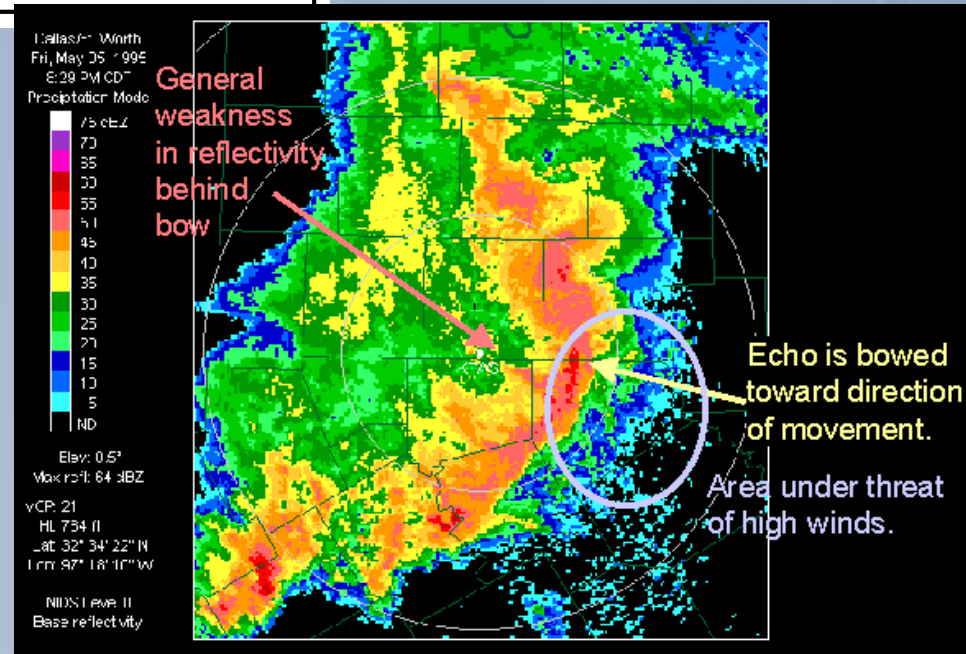 Dallas/Ft. Worth
Fri, May 05, 1995
8:29 PM CDT
Precipitation Mode
75 dBZ
70
65
60
55
50
45
40
35
30
25
20
15
10
5
ND
Elev: 0.5°
Max refl: 64 dBZ
VCP: 21
Ht: 734 ft
Lat: 32° 34' 22" N
Lon: 97° 18' 10" W
NIDS Level II
Base reflectivity
General
weakness
in reflectivity
behind
bow
Echo is bowed
toward direction
of movement.
Area under threat
of high winds.